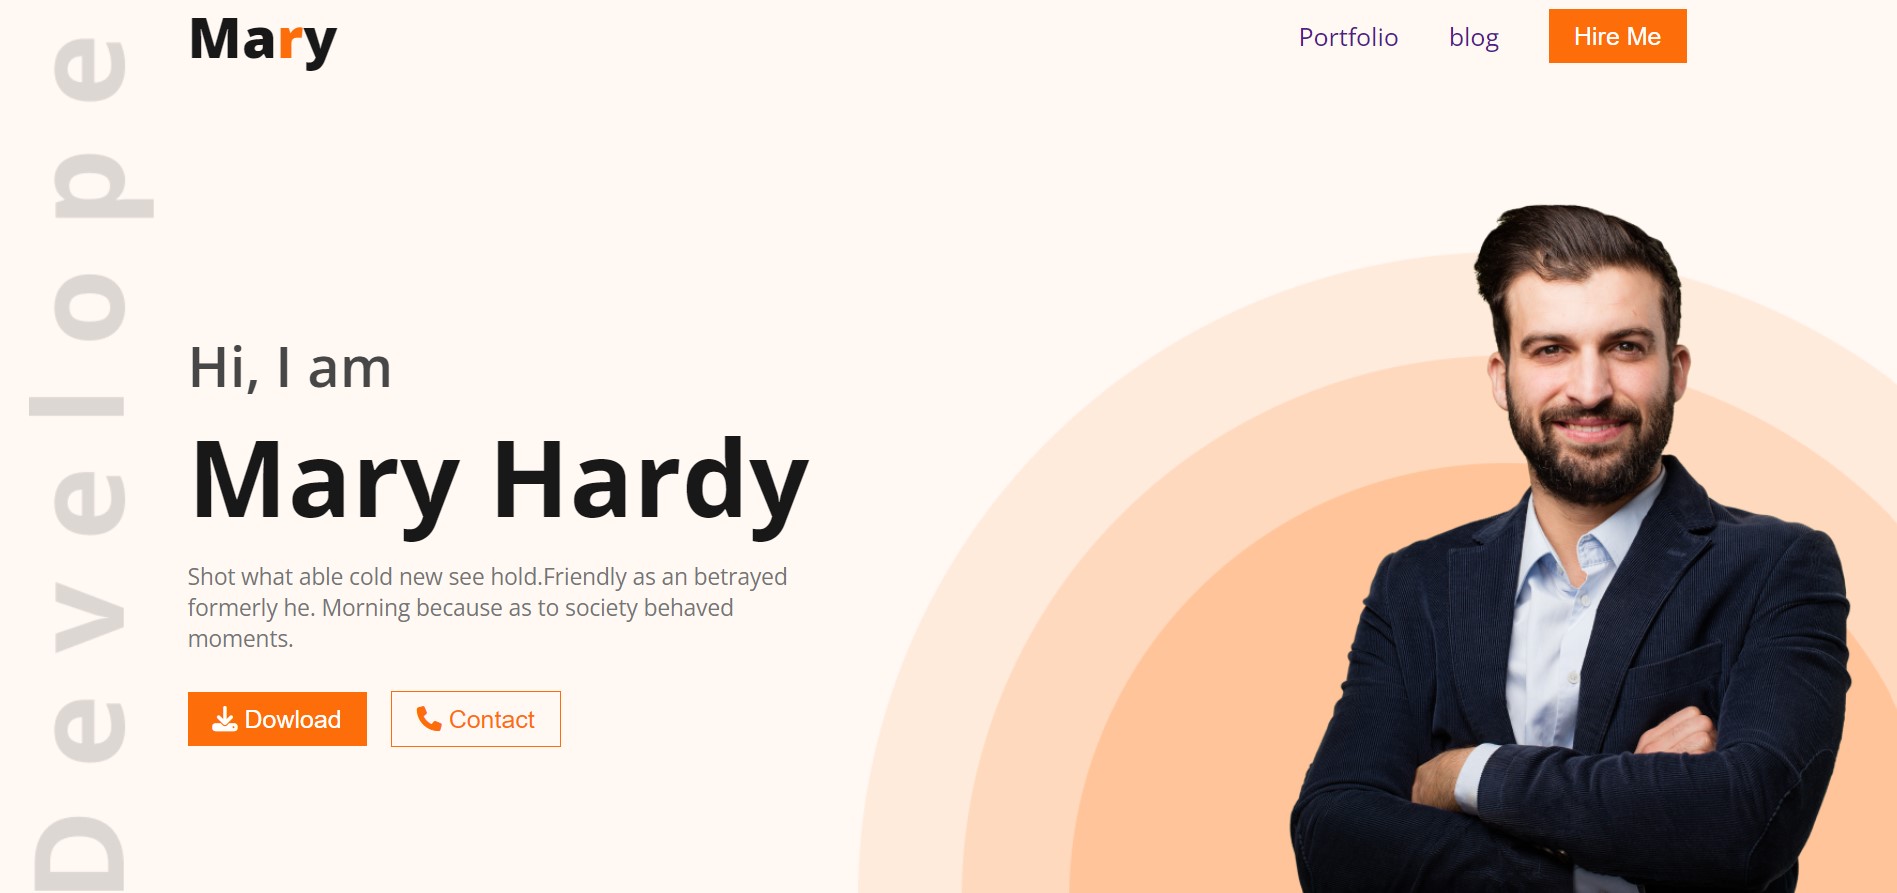 Mary
Portfolio
blog
Hire Me
Develope
Hi, I am
Mary Hardy
Shot what able cold new see hold.Friendly as an betrayed
formerly he. Morning because as to society behaved
moments.
Dowload
Contact